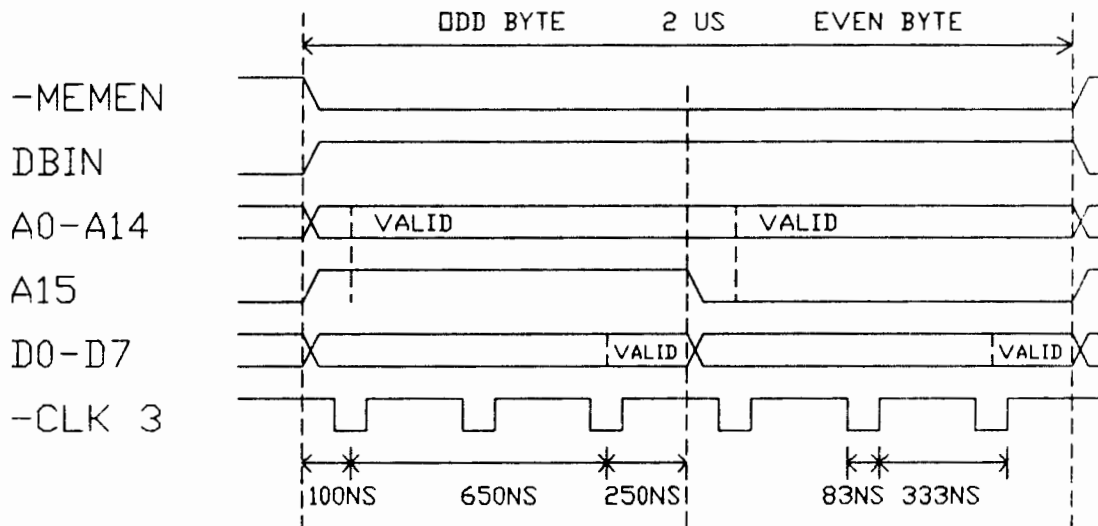 ODD BYTE 2 US EVEN BYTE
-MEMEN
DBIN
A0-A14 VALID VALID
A15
D0-D7 VALID VALID
-CLK 3
100NS 650NS 250NS 83NS 333NS